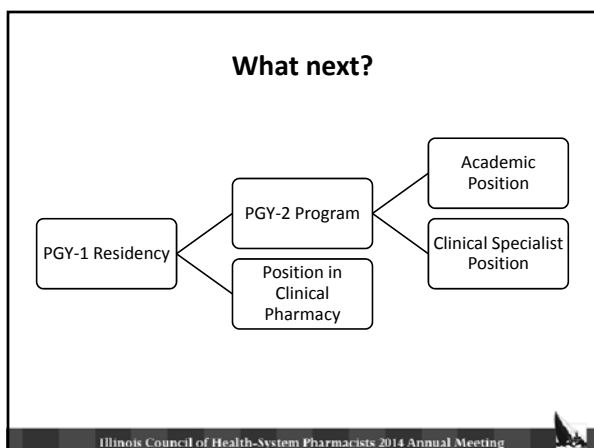 What next?
PGY-1 Residency
PGY-2 Program
Position in
Clinical
Pharmacy
Academic
Position
Clinical Specialist
Position
Illinois Council of Health-System Pharmacists 2014 Annual Meeting